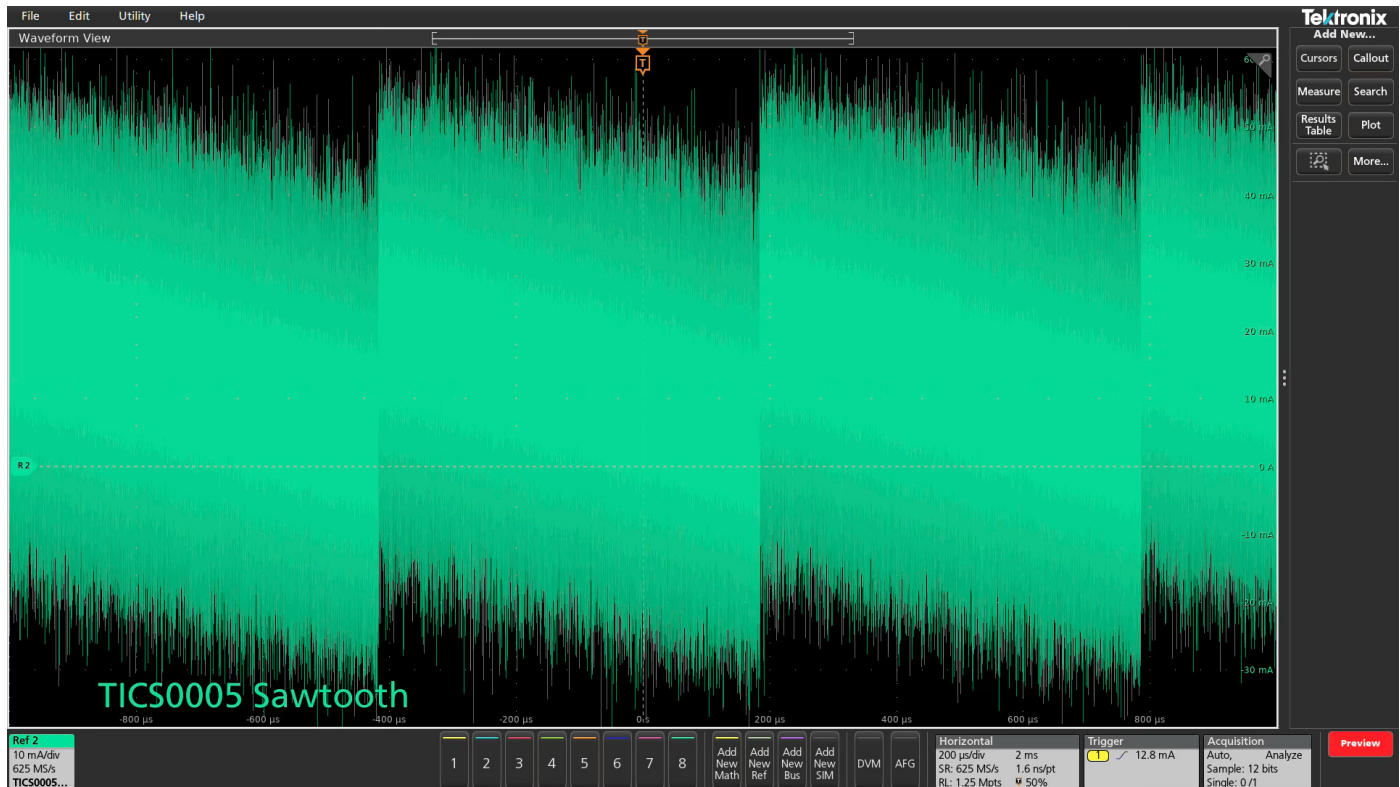 File Edit Utility Help
Tektronix
Waveform View
Add New...
T
T
Cursors Callout
Measure Search
Results Table Plot
More...
50 mA
40 mA
30 mA
20 mA
10 mA
R 2
0 A
-10 mA
-20 mA
-30 mA
TICS0005 Sawtooth
-800 µs -600 µs -400 µs -200 µs 0 s 200 µs 400 µs 600 µs 800 µs
Ref 2
10 mA/div
625 MS/s
TICS0005...
1 2 3 4 5 6 7 8
Add New Math
Add New Ref
Add New Bus
Add New SIM
DVM
AFG
Horizontal
200 µs/div 2 ms
SR: 625 MS/s 1.6 ns/pt
RL: 1.25 Mpts 50%
Trigger
1 12.8 mA
Acquisition
Auto, Analyze
Sample: 12 bits
Single: 0 /1
Preview